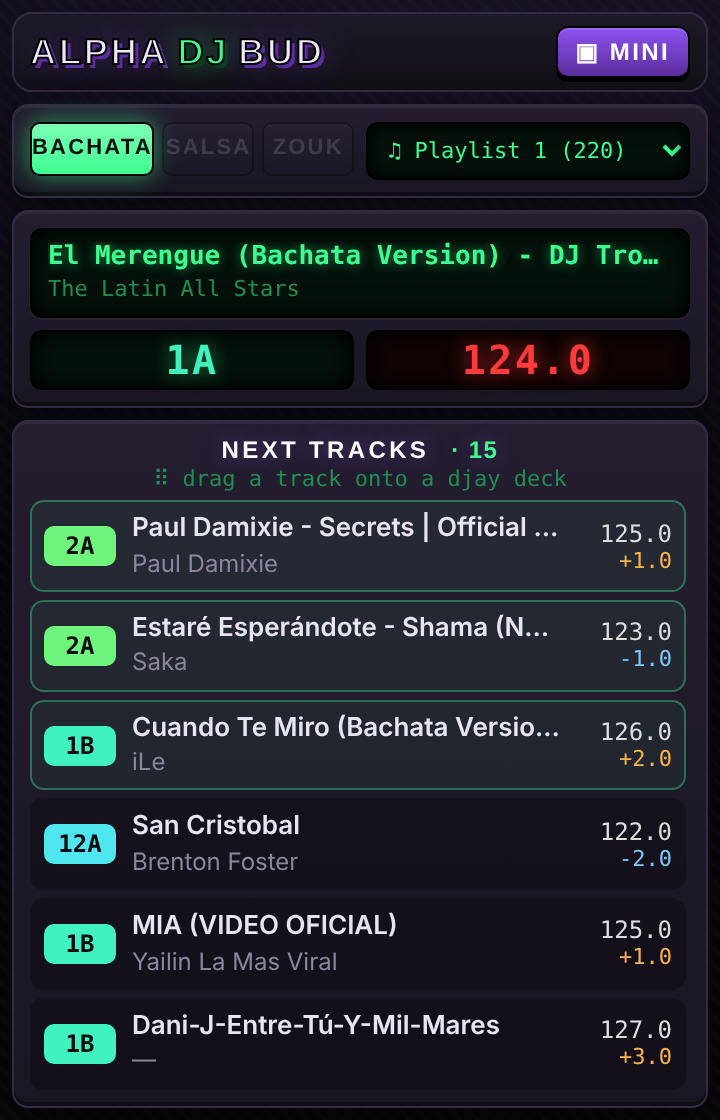 ALPHA DJ BUD
▣ MINI
BACHATA SALSA ZOUK ♫ Playlist 1 (220)
El Merengue (Bachata Version) - DJ Tro…
The Latin All Stars
1A 124.0
NEXT TRACKS · 15
⠿ drag a track onto a djay deck
2A Paul Damixie - Secrets | Official … 125.0
Paul Damixie +1.0
2A Estaré Esperándote - Shama (N… 123.0
Saka -1.0
1B Cuando Te Miro (Bachata Versio… 126.0
iLe +2.0
12A San Cristobal 122.0
Brenton Foster -2.0
1B MIA (VIDEO OFICIAL) 125.0
Yailin La Mas Viral +1.0
1B Dani-J-Entre-Tú-Y-Mil-Mares 127.0
— +3.0